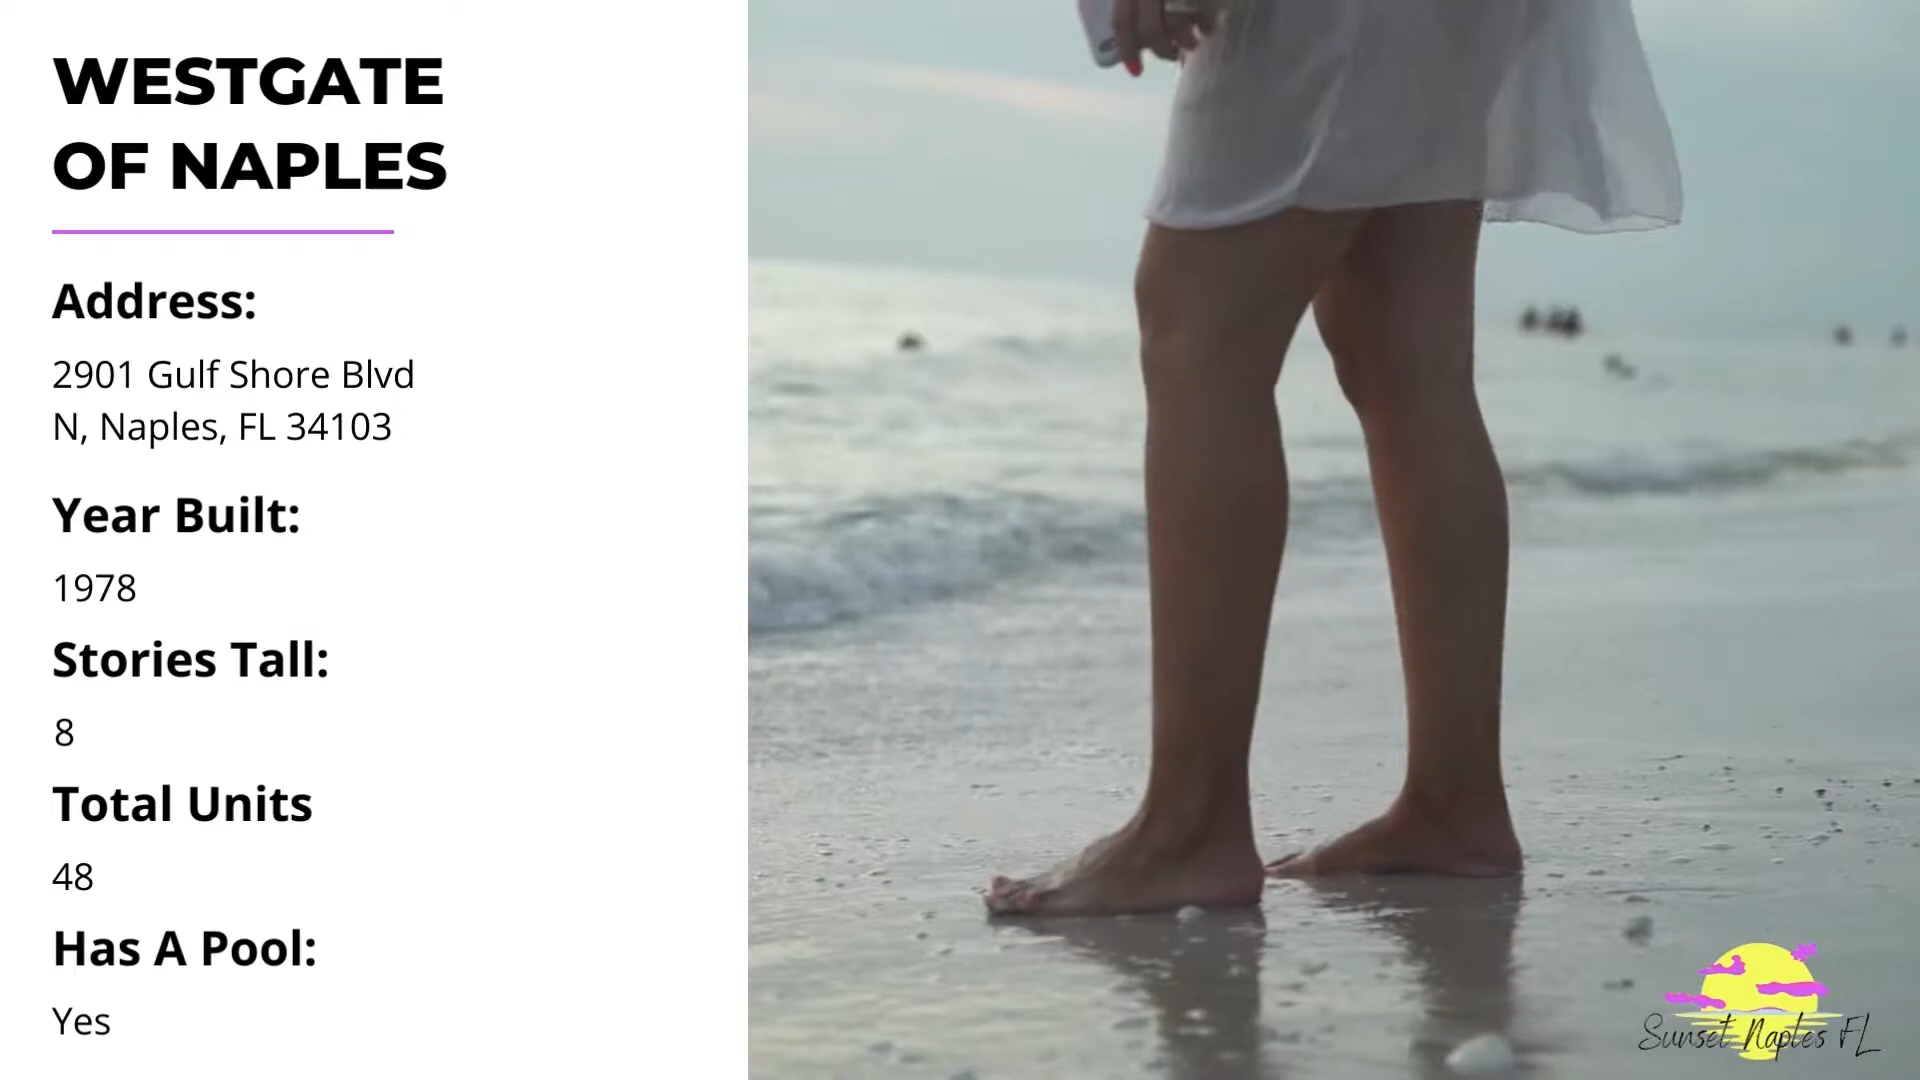 WESTGATE
OF NAPLES
Address:
2901 Gulf Shore Blvd
N, Naples, FL 34103
Year Built:
1978
Stories Tall:
8
Total Units
48
Has A Pool:
Yes
Sunset Naples FL